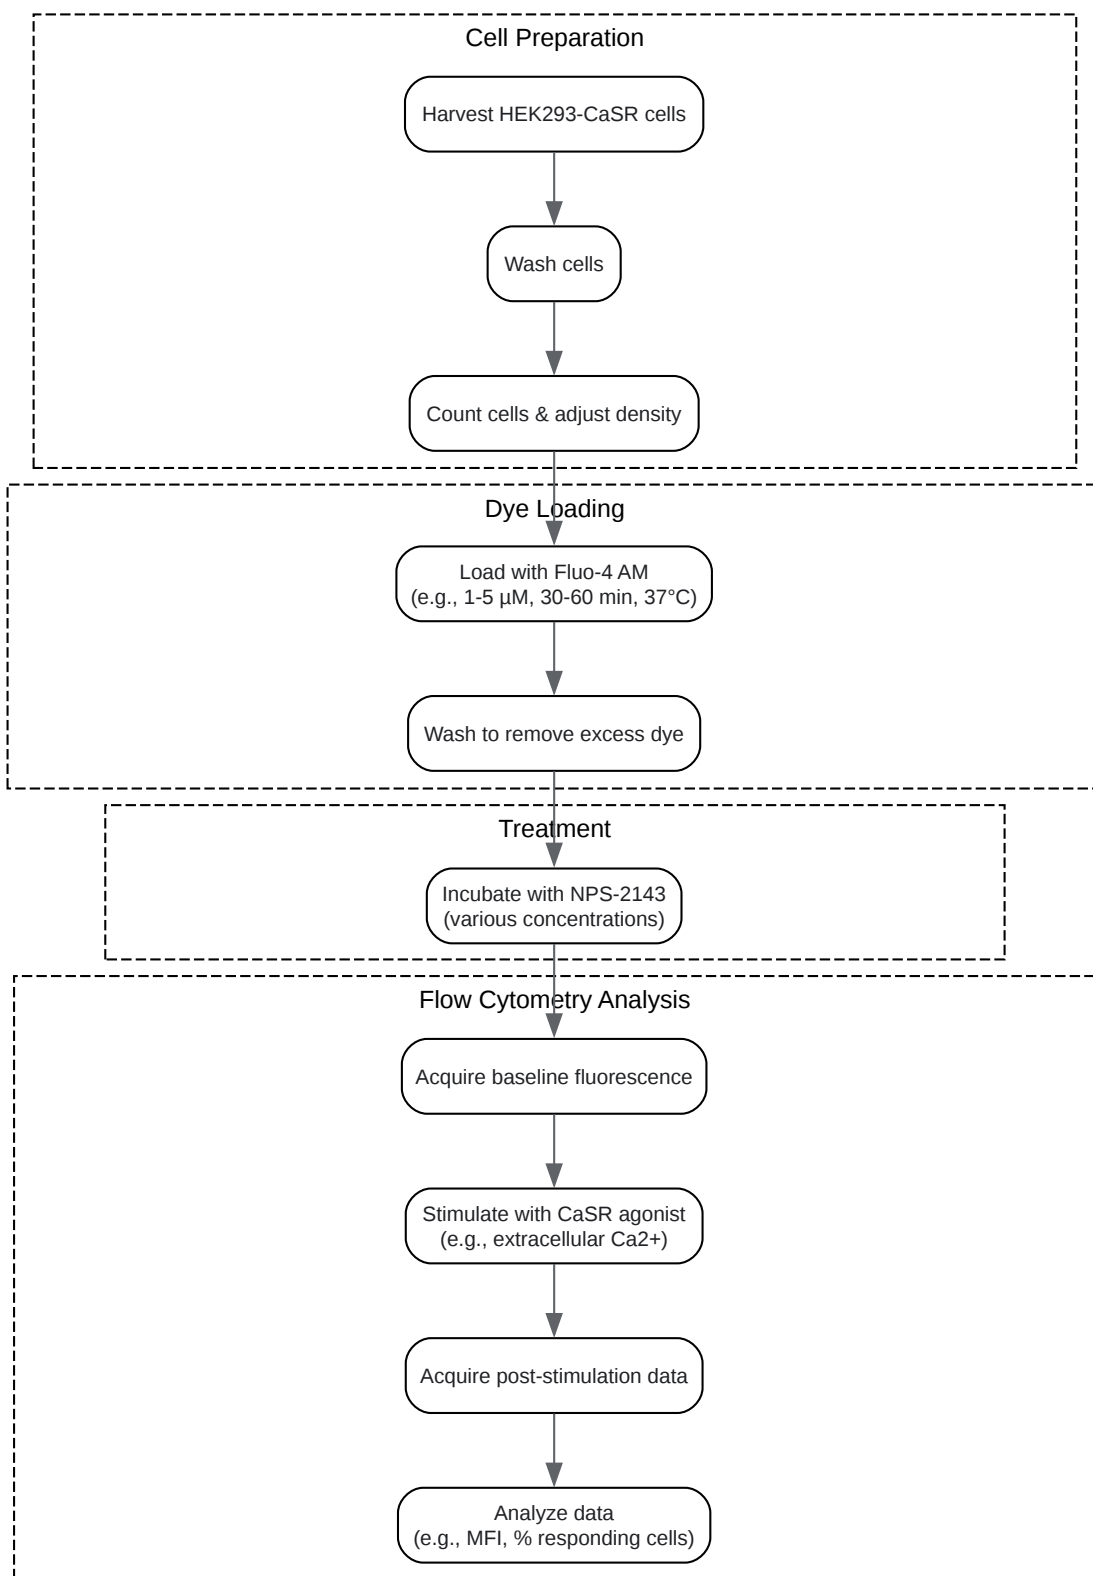 Cell Preparation
Harvest HEK293-CaSR cells
Wash cells
Count cells & adjust density
Dye Loading
Load with Fluo-4 AM
(e.g., 1-5 µM, 30-60 min, 37°C)
Wash to remove excess dye
Treatment
Incubate with NPS-2143
(various concentrations)
Flow Cytometry Analysis
Acquire baseline fluorescence
Stimulate with CaSR agonist
(e.g., extracellular Ca2+)
Acquire post-stimulation data
Analyze data
(e.g., MFI, % responding cells)